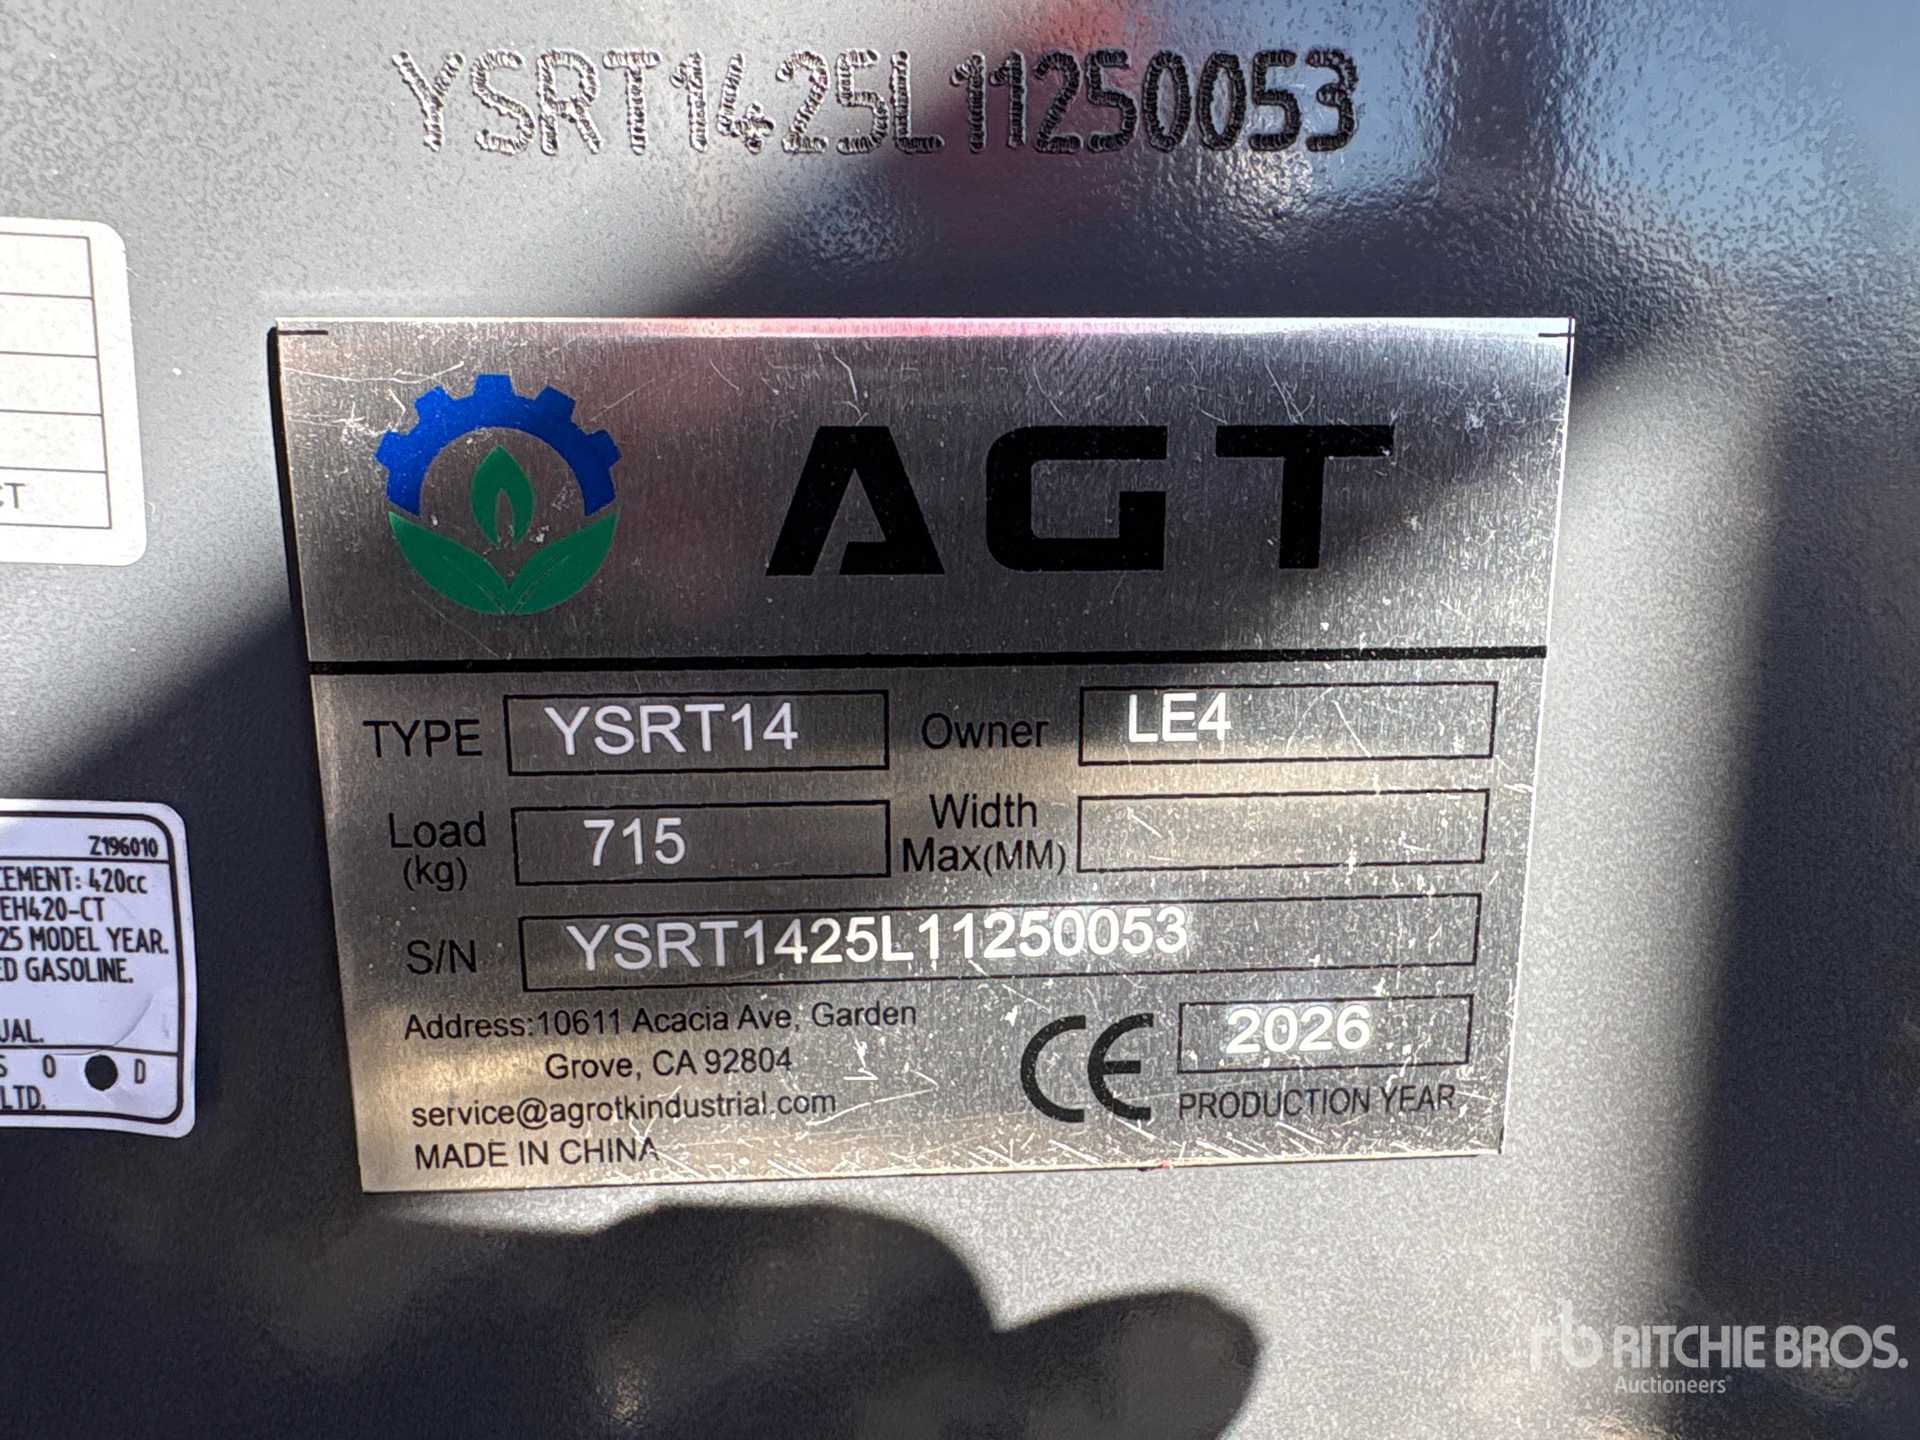 YSRT1425L11250053
CT
AGT
TYPE YSRT14 Owner LE4
Load (kg) 715 Width Max(MM)
S/N YSRT1425L11250053
Address:10611 Acacia Ave, Garden
Grove, CA 92804
service@agrotkindustrial.com
MADE IN CHINA
CE 2026
PRODUCTION YEAR
Z196010
CEMENT: 420cc
EH420-CT
25 MODEL YEAR.
ED GASOLINE.
UAL.
S O D
LTD.
rb RITCHIE BROS.
Auctioneers